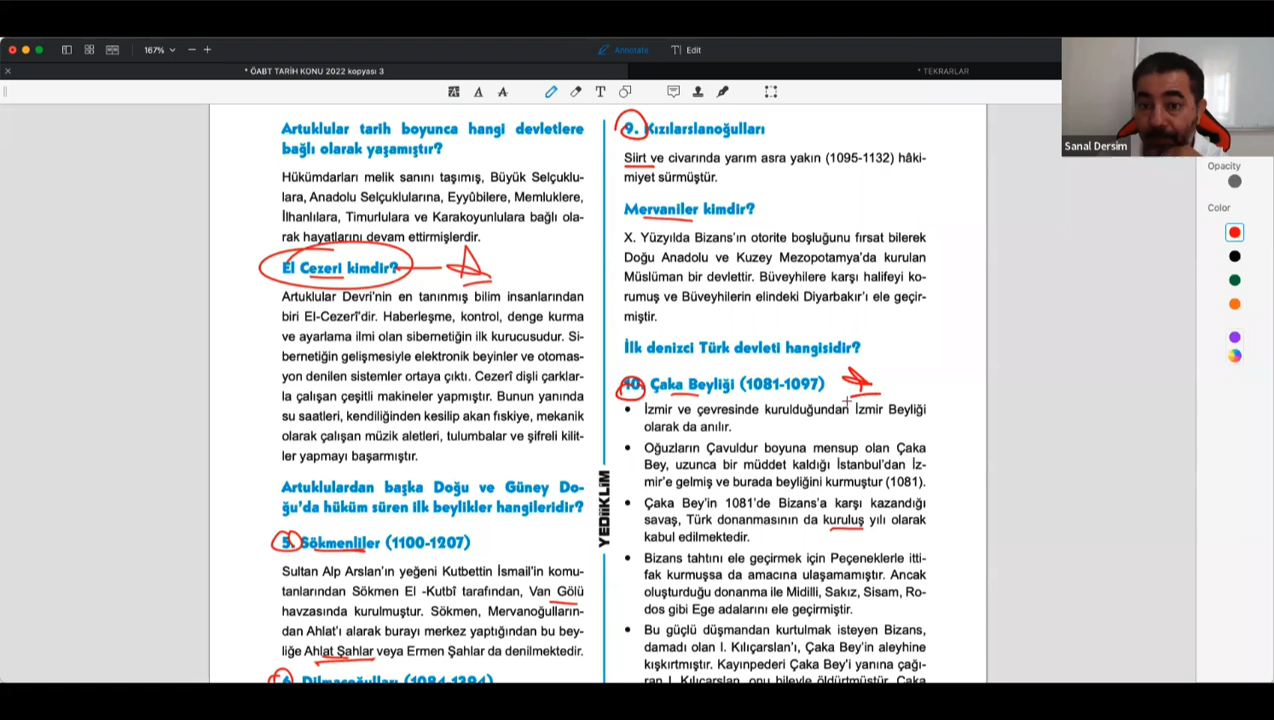 167%
Annotate
Edit
* ÖABT TARİH KONU 2022 kopyası 3
* TEKRARLAR
Sanal Dersim
Opacity
Color
Artuklular tarih boyunca hangi devletlere
bağlı olarak yaşamıştır?
Hükümdarları melik sanını taşımış, Büyük Selçuklu-
lara, Anadolu Selçuklularına, Eyyûbilere, Memluklere,
İlhanlılara, Timurlulara ve Karakoyunlulara bağlı ola-
rak hayatlarını devam ettirmişlerdir.
El Cezeri kimdir?
Artuklular Devri’nin en tanınmış bilim insanlarından
biri El-Cezerî’dir. Haberleşme, kontrol, denge kurma
ve ayarlama ilmi olan sibernetiğin ilk kurucusudur. Si-
bernetiğin gelişmesiyle elektronik beyinler ve otomas-
yon denilen sistemler ortaya çıktı. Cezerî dişli çarklar-
la çalışan çeşitli makineler yapmıştır. Bunun yanında
su saatleri, kendiliğinden kesilip akan fıskiye, mekanik
olarak çalışan müzik aletleri, tulumbalar ve şifreli kilit-
ler yapmayı başarmıştır.
Artuklulardan başka Doğu ve Güney Do-
ğu’da hüküm süren ilk beylikler hangileridir?
5. Sökmenliler (1100-1207)
Sultan Alp Arslan’ın yeğeni Kutbettin İsmail’in komu-
tanlarından Sökmen El -Kutbî tarafından, Van Gölü
havzasında kurulmuştur. Sökmen, Mervanoğulların-
dan Ahlat’ı alarak burayı merkez yaptığından bu bey-
liğe Ahlat Şahlar veya Ermen Şahlar da denilmektedir.
6. Dilmaçoğulları (1084-1394)
YEDİİKLİM
9. Kızılarslanoğulları
Siirt ve civarında yarım asra yakın (1095-1132) hâki-
miyet sürmüştür.
Mervaniler kimdir?
X. Yüzyılda Bizans’ın otorite boşluğunu fırsat bilerek
Doğu Anadolu ve Kuzey Mezopotamya’da kurulan
Müslüman bir devlettir. Büveyhilere karşı halifeyi ko-
rumuş ve Büveyhilerin elindeki Diyarbakır’ı ele geçir-
miştir.
İlk denizci Türk devleti hangisidir?
10. Çaka Beyliği (1081-1097)
• İzmir ve çevresinde kurulduğundan İzmir Beyliği
olarak da anılır.
• Oğuzların Çavuldur boyuna mensup olan Çaka
Bey, uzunca bir müddet kaldığı İstanbul’dan İz-
mir’e gelmiş ve burada beyliğini kurmuştur (1081).
• Çaka Bey’in 1081’de Bizans’a karşı kazandığı
savaş, Türk donanmasının da kuruluş yılı olarak
kabul edilmektedir.
• Bizans tahtını ele geçirmek için Peçeneklerle itti-
fak kurmuşsa da amacına ulaşamamıştır. Ancak
oluşturduğu donanma ile Midilli, Sakız, Sisam, Ro-
dos gibi Ege adalarını ele geçirmiştir.
• Bu güçlü düşmandan kurtulmak isteyen Bizans,
damadı olan I. Kılıçarslan’ı, Çaka Bey’in aleyhine
kışkırtmıştır. Kayınpederi Çaka Bey’i yanına çağı-
ran I. Kılıçarslan, onu hileyle öldürtmüştür. Çaka